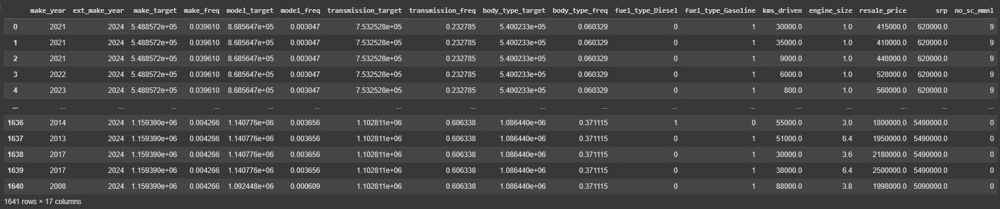 make_year ext_make_year make_target make_freq model_target model_freq transmission_target transmission_freq body_type_target body_type_freq fuel_type_Diesel fuel_type_Gasoline kms_driven engine_size resale_price srp no_sc_mmnl
0 2021 2024 5.488572e+05 0.039610 8.685647e+05 0.003047 7.532528e+05 0.232785 5.400233e+05 0.060329 0 1 30000.0 1.0 415000.0 620000.0 9
1 2021 2024 5.488572e+05 0.039610 8.685647e+05 0.003047 7.532528e+05 0.232785 5.400233e+05 0.060329 0 1 35000.0 1.0 410000.0 620000.0 9
2 2021 2024 5.488572e+05 0.039610 8.685647e+05 0.003047 7.532528e+05 0.232785 5.400233e+05 0.060329 0 1 9000.0 1.0 448000.0 620000.0 9
3 2022 2024 5.488572e+05 0.039610 8.685647e+05 0.003047 7.532528e+05 0.232785 5.400233e+05 0.060329 0 1 6000.0 1.0 528000.0 620000.0 9
4 2023 2024 5.488572e+05 0.039610 8.685647e+05 0.003047 7.532528e+05 0.232785 5.400233e+05 0.060329 0 1 800.0 1.0 560000.0 620000.0 9
... ... ... ... ... ... ... ... ... ... ... ... ... ... ... ... ... ...
1636 2014 2024 1.159390e+06 0.004266 1.140776e+06 0.003656 1.102811e+06 0.606338 1.086440e+06 0.371115 1 0 55000.0 3.0 1800000.0 5490000.0 0
1637 2013 2024 1.159390e+06 0.004266 1.140776e+06 0.003656 1.102811e+06 0.606338 1.086440e+06 0.371115 0 1 51000.0 6.4 1950000.0 5490000.0 0
1638 2017 2024 1.159390e+06 0.004266 1.140776e+06 0.003656 1.102811e+06 0.606338 1.086440e+06 0.371115 0 1 30000.0 3.6 2180000.0 5490000.0 0
1639 2017 2024 1.159390e+06 0.004266 1.140776e+06 0.003656 1.102811e+06 0.606338 1.086440e+06 0.371115 0 1 38000.0 6.4 2500000.0 5490000.0 0
1640 2008 2024 1.159390e+06 0.004266 1.092448e+06 0.000609 1.102811e+06 0.606338 1.086440e+06 0.371115 0 1 88000.0 3.8 1998000.0 5090000.0 0
1641 rows × 17 columns